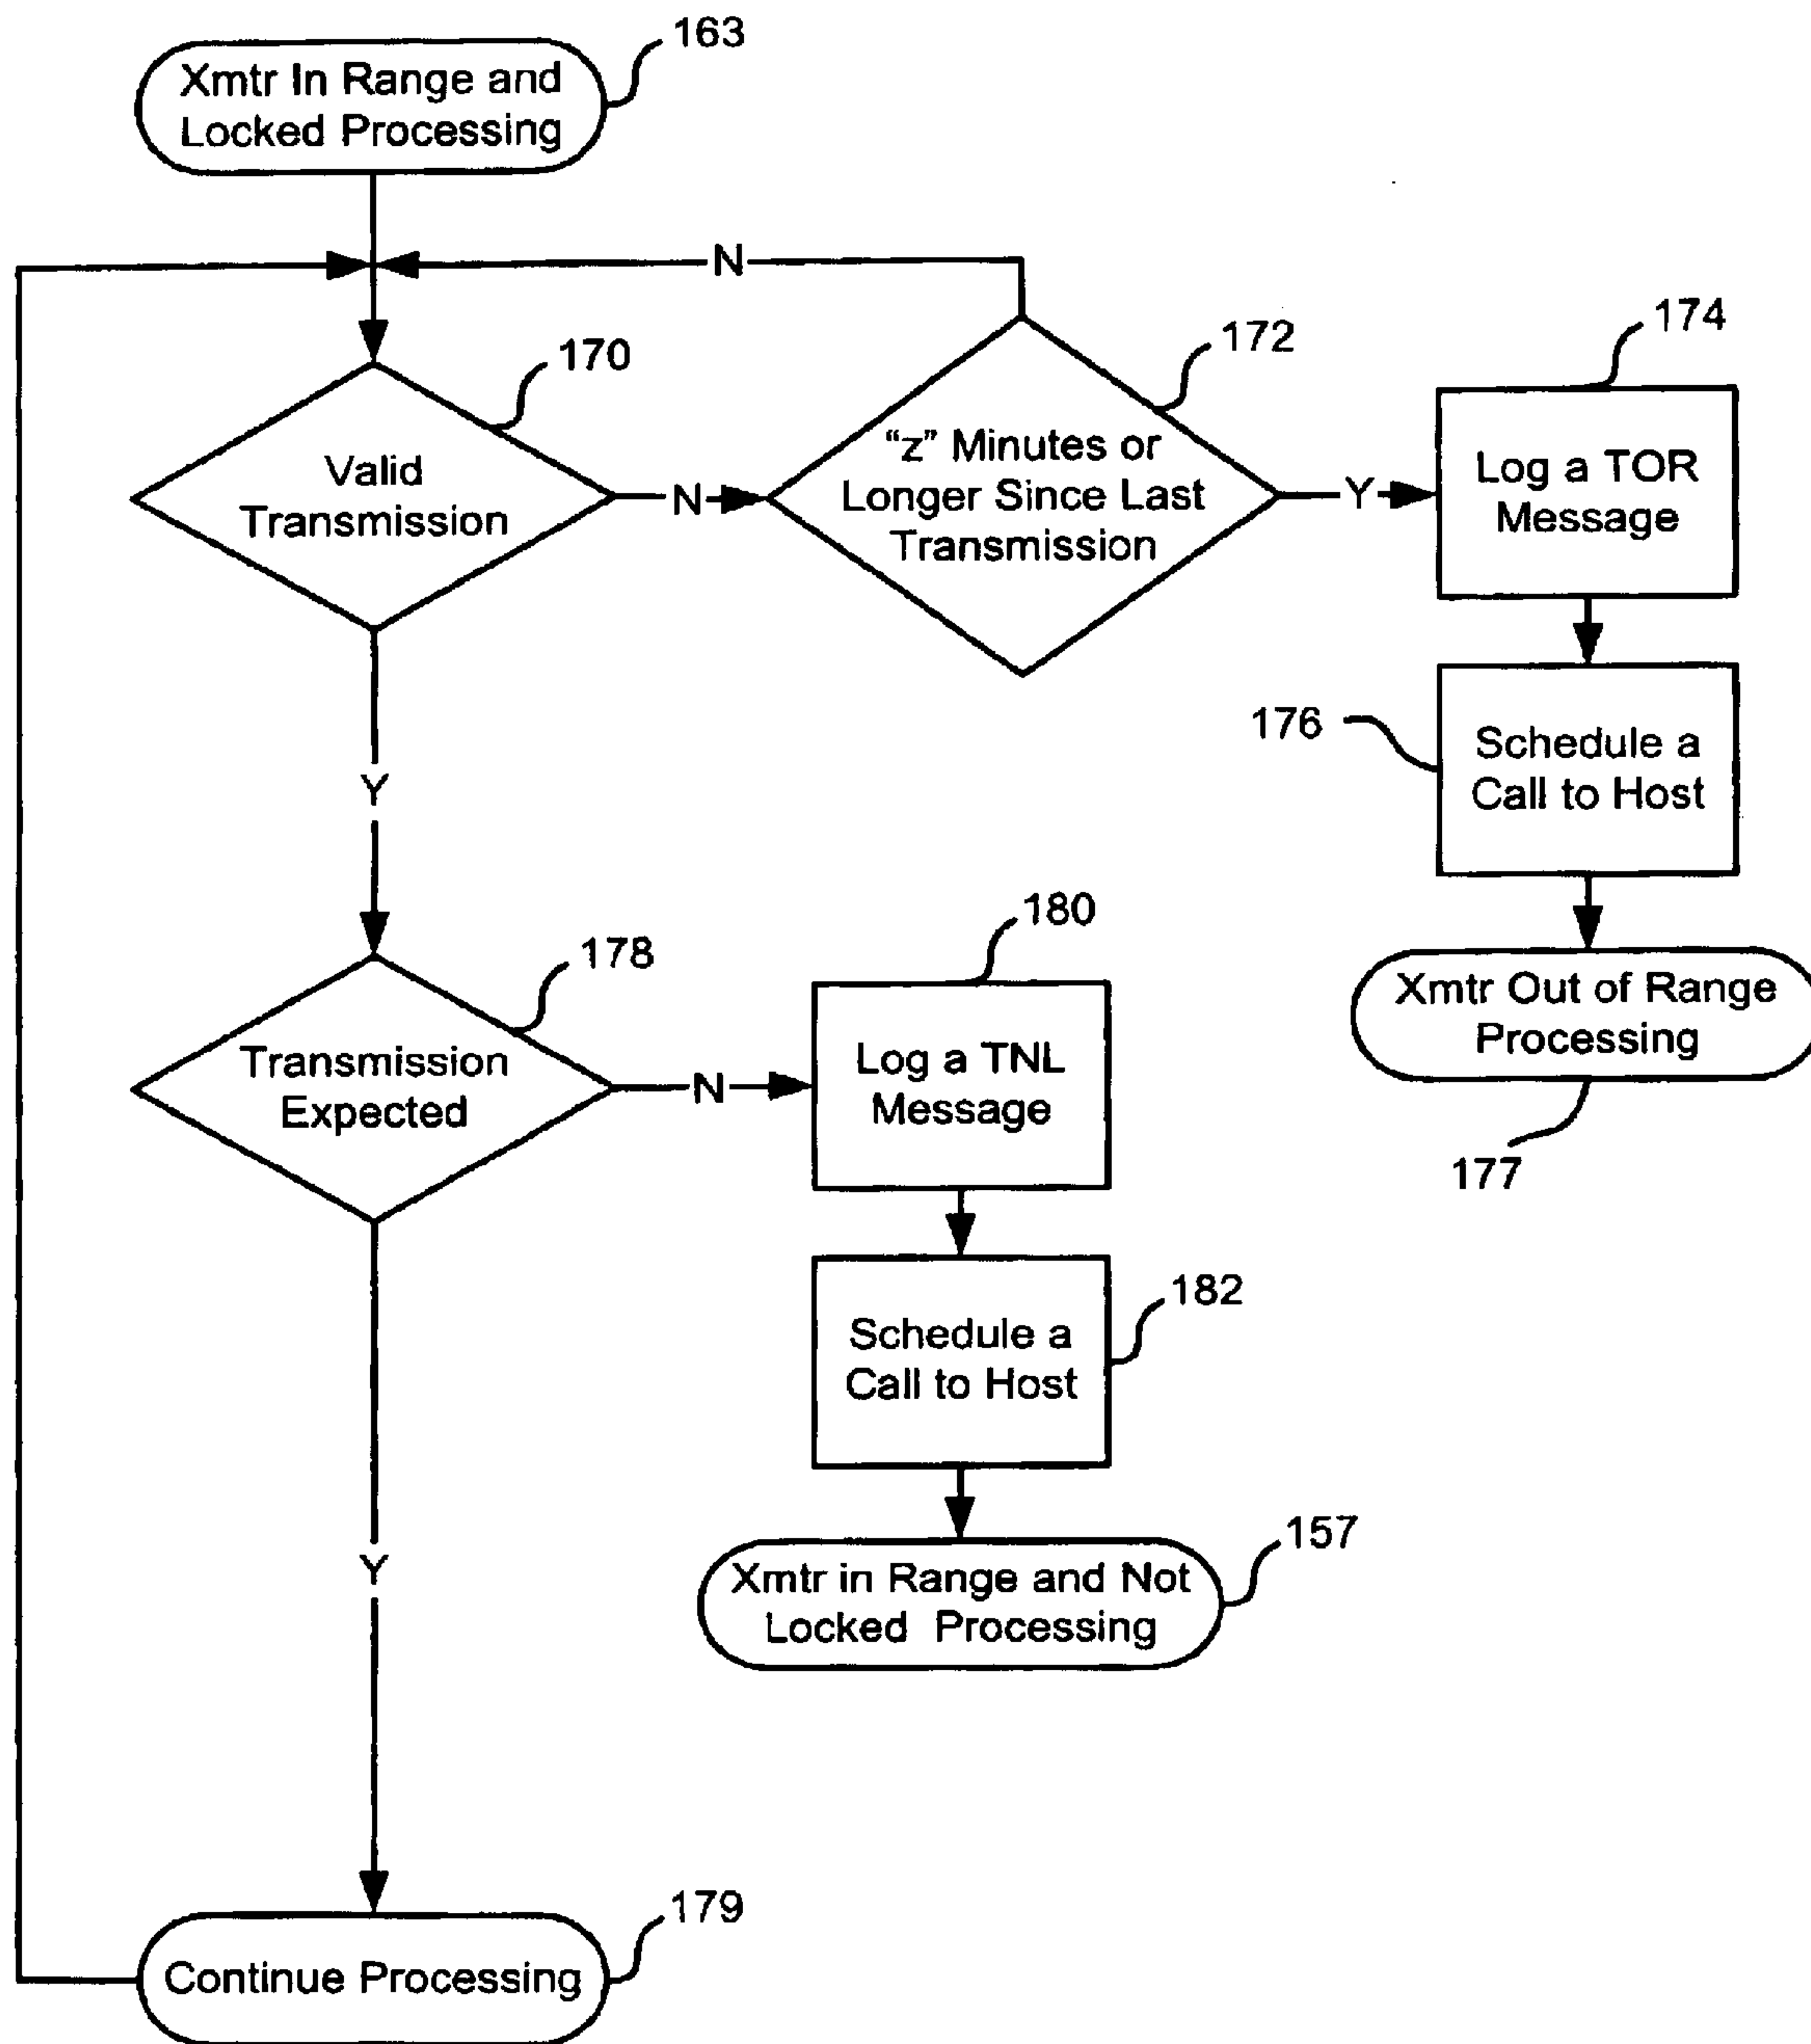 163
Xmtr In Range and
Locked Processing
N
170
Valid
Transmission
N
172
“z” Minutes or
Longer Since Last
Transmission
Y
174
Log a TOR
Message
176
Schedule a
Call to Host
Xmtr Out of Range
Processing
177
Y
178
Transmission
Expected
N
180
Log a TNL
Message
182
Schedule a
Call to Host
157
Xmtr in Range and Not
Locked Processing
Y
179
Continue Processing